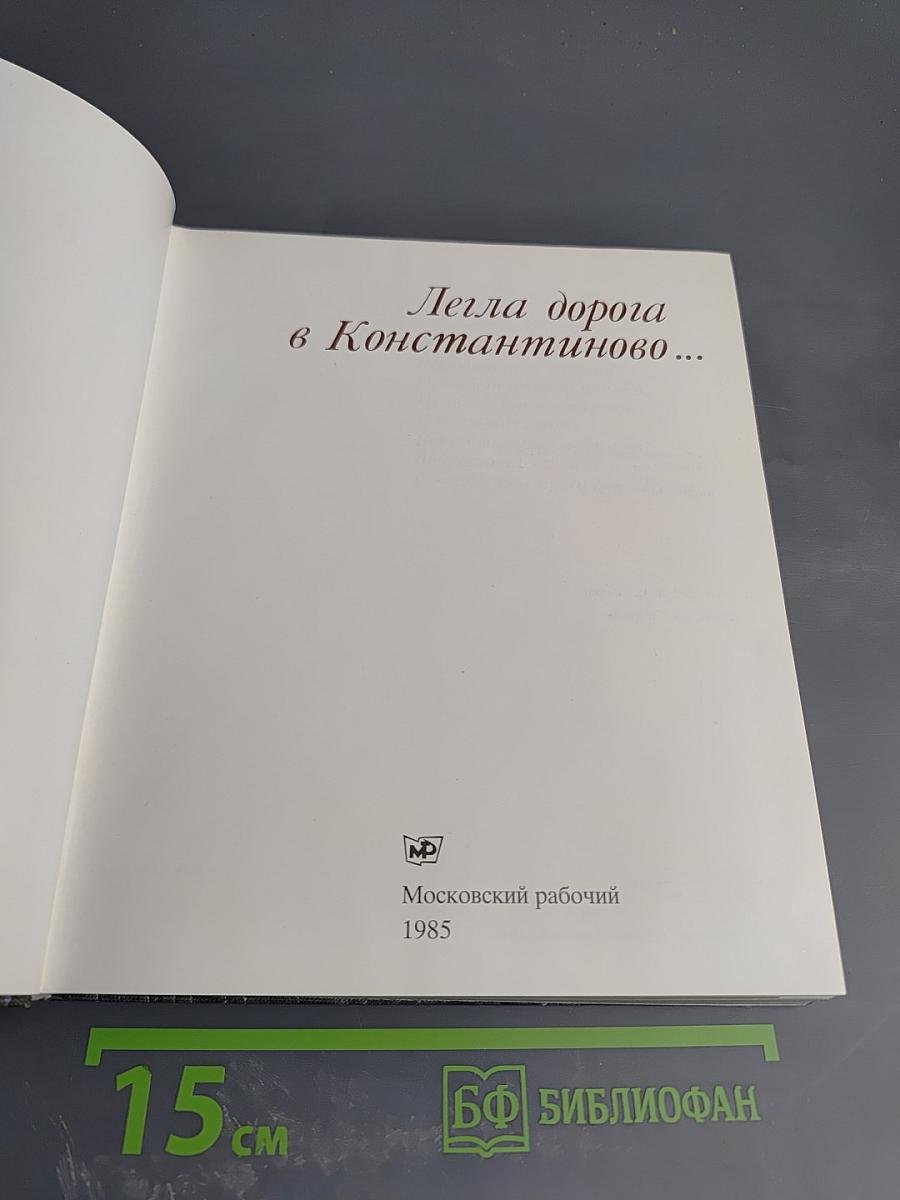 Легла дорога
в Константиново...
МР
Московский рабочий
1985
15 см
БФ БИБЛИОФАН